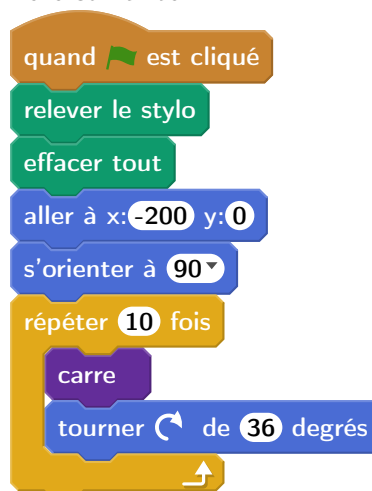 quand est cliqué
relever le stylo
effacer tout
aller à x: -200 y: 0
s'orienter à 90
répéter 10 fois
carre
tourner de 36 degrés